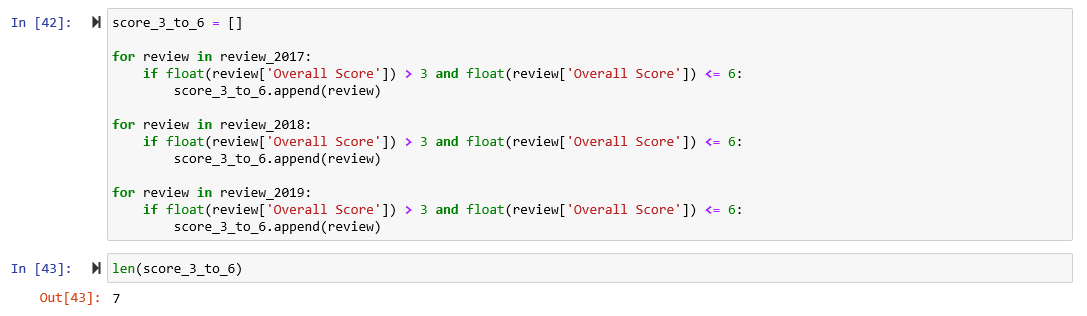 In [42]: score_3_to_6 = []
for review in review_2017:
    if float(review['Overall Score']) > 3 and float(review['Overall Score']) <= 6:
        score_3_to_6.append(review)
for review in review_2018:
    if float(review['Overall Score']) > 3 and float(review['Overall Score']) <= 6:
        score_3_to_6.append(review)
for review in review_2019:
    if float(review['Overall Score']) > 3 and float(review['Overall Score']) <= 6:
        score_3_to_6.append(review)
In [43]: len(score_3_to_6)
Out[43]: 7